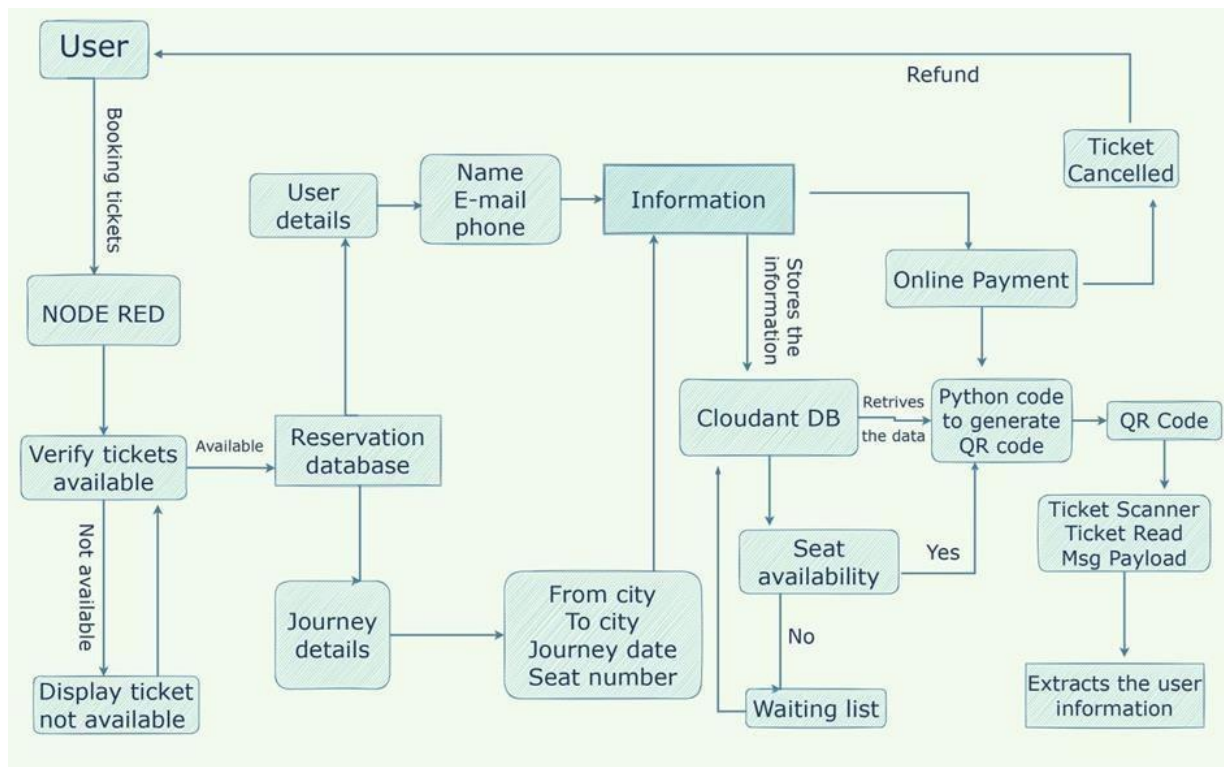 User
Refund
Booking tickets
Ticket
Cancelled
Name
E-mail
phone
User
details
Information
Online Payment
NODE RED
Stores the
information
Cloudant DB
Retrives
the data
Python code
to generate
QR code
QR Code
Verify tickets
available
Available
Reservation
database
Ticket Scanner
Ticket Read
Msg Payload
Not available
Seat
availability
Yes
Journey
details
From city
To city
Journey date
Seat number
No
Display ticket
not available
Waiting list
Extracts the user
information